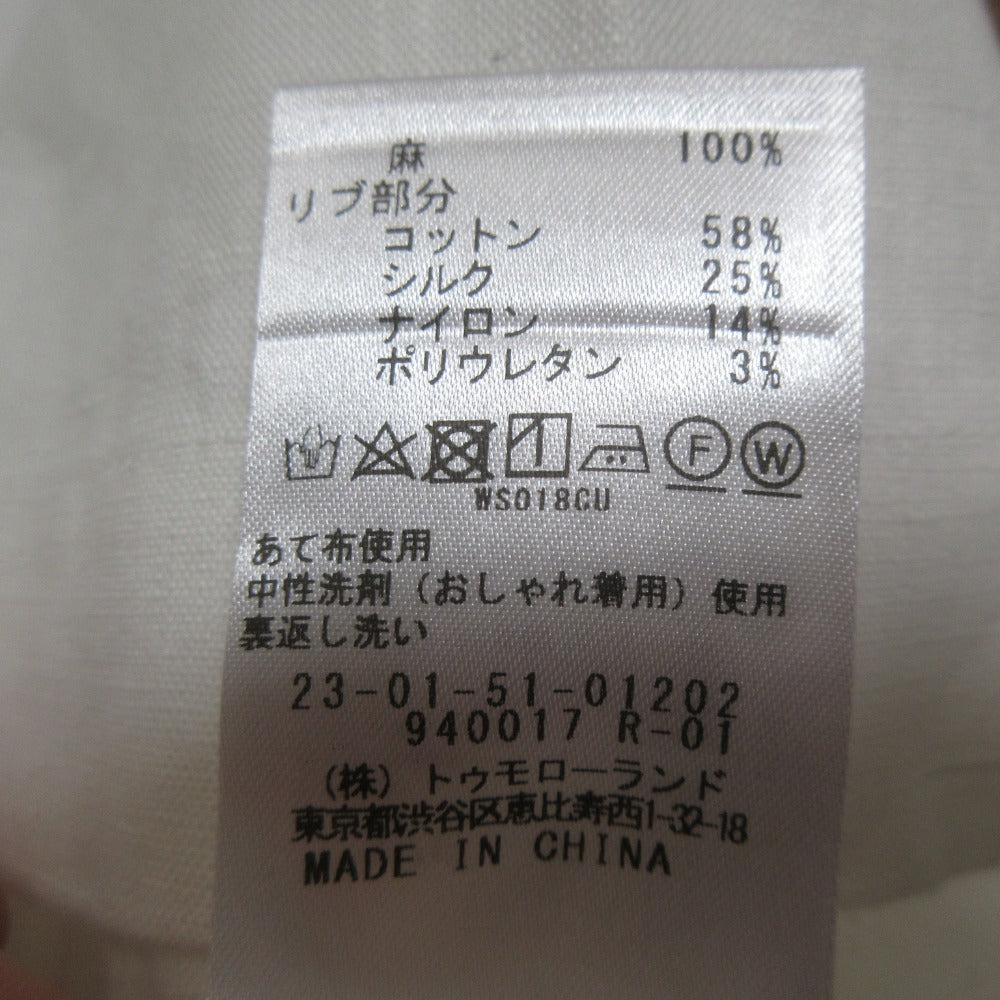 麻 100%
リブ部分
コットン 58%
シルク 25%
ナイロン 14%
ポリウレタン 3%
F W
WS018CU
あて布使用
中性洗剤（おしゃれ着用）使用
裏返し洗い
23-01-51-01202
940017 R-01
（株）トゥモローランド
東京都渋谷区恵比寿西1-32-18
MADE IN CHINA